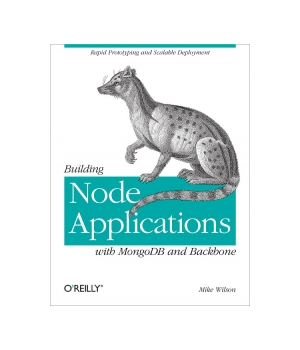 Rapid Prototyping and Scalable Deployment
Building
Node
Applications
with MongoDB and Backbone
O'REILLY®
Mike Wilson